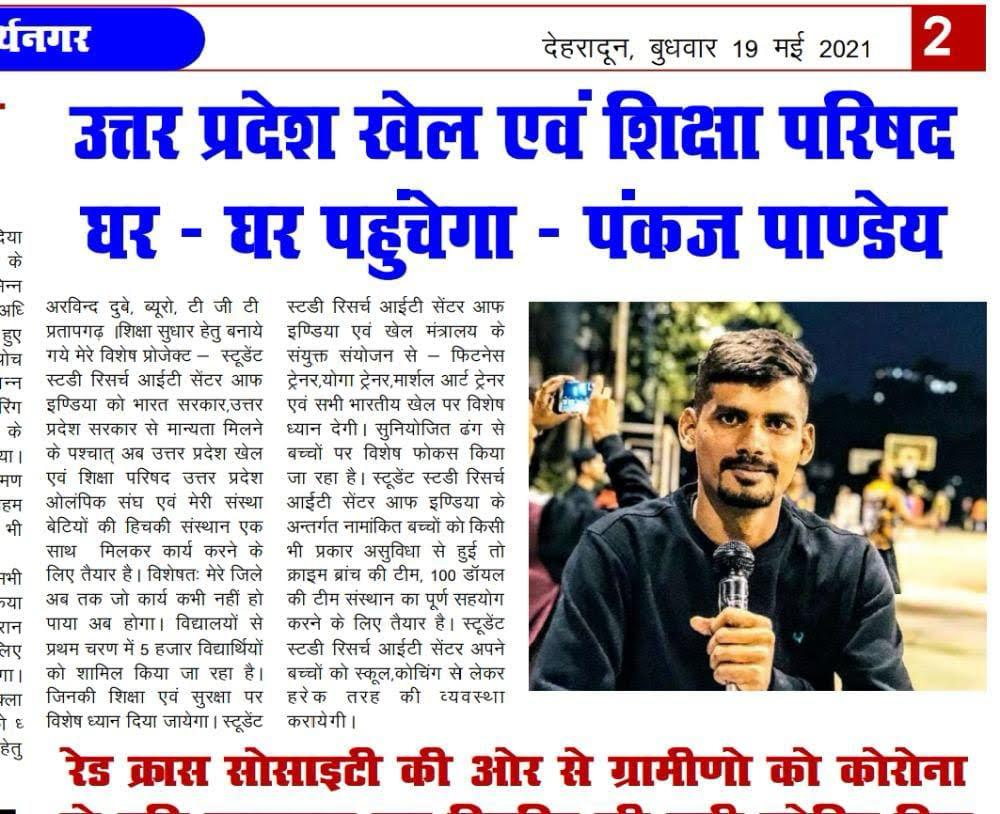 र्यनगर
देहरादून, बुधवार 19 मई 2021
2
उत्तर प्रदेश खेल एवं शिक्षा परिषद
घर - घर पहुंचेगा - पंकज पाण्डेय
अरविन्द दुबे, ब्यूरो, टी जी टी
प्रतापगढ़ |शिक्षा सुधार हेतु बनाये
गये मेरे विशेष प्रोजेक्ट – स्टूडेंट
स्टडी रिसर्च आईटी सेंटर आफ
इण्डिया को भारत सरकार,उत्तर
प्रदेश सरकार से मान्यता मिलने
के पश्चात् अब उत्तर प्रदेश खेल
एवं शिक्षा परिषद उत्तर प्रदेश
ओलंपिक संघ एवं मेरी संस्था
बेटियों की हिचकी संस्थान एक
साथ मिलकर कार्य करने के
लिए तैयार है। विशेषतः मेरे जिले
अब तक जो कार्य कभी नहीं हो
पाया अब होगा। विद्यालयों से
प्रथम चरण में 5 हजार विद्यार्थियों
को शामिल किया जा रहा है।
जिनकी शिक्षा एवं सुरक्षा पर
विशेष ध्यान दिया जायेगा। स्टूडेंट
स्टडी रिसर्च आईटी सेंटर आफ
इण्डिया एवं खेल मंत्रालय के
संयुक्त संयोजन से – फिटनेस
ट्रेनर,योगा ट्रेनर,मार्शल आर्ट ट्रेनर
एवं सभी भारतीय खेल पर विशेष
ध्यान देगी। सुनियोजित ढंग से
बच्चों पर विशेष फोकस किया
जा रहा है। स्टूडेंट स्टडी रिसर्च
आईटी सेंटर आफ इण्डिया के
अन्तर्गत नामांकित बच्चों को किसी
भी प्रकार असुविधा से हुई तो
क्राइम ब्रांच की टीम, 100 डॉयल
की टीम संस्थान का पूर्ण सहयोग
करने के लिए तैयार है। स्टूडेंट
स्टडी रिसर्च आईटी सेंटर अपने
बच्चों को स्कूल,कोचिंग से लेकर
हरेक तरह की व्यवस्था
करायेगी।
रेड क्रास सोसाइटी की ओर से ग्रामीणो को कोरोना